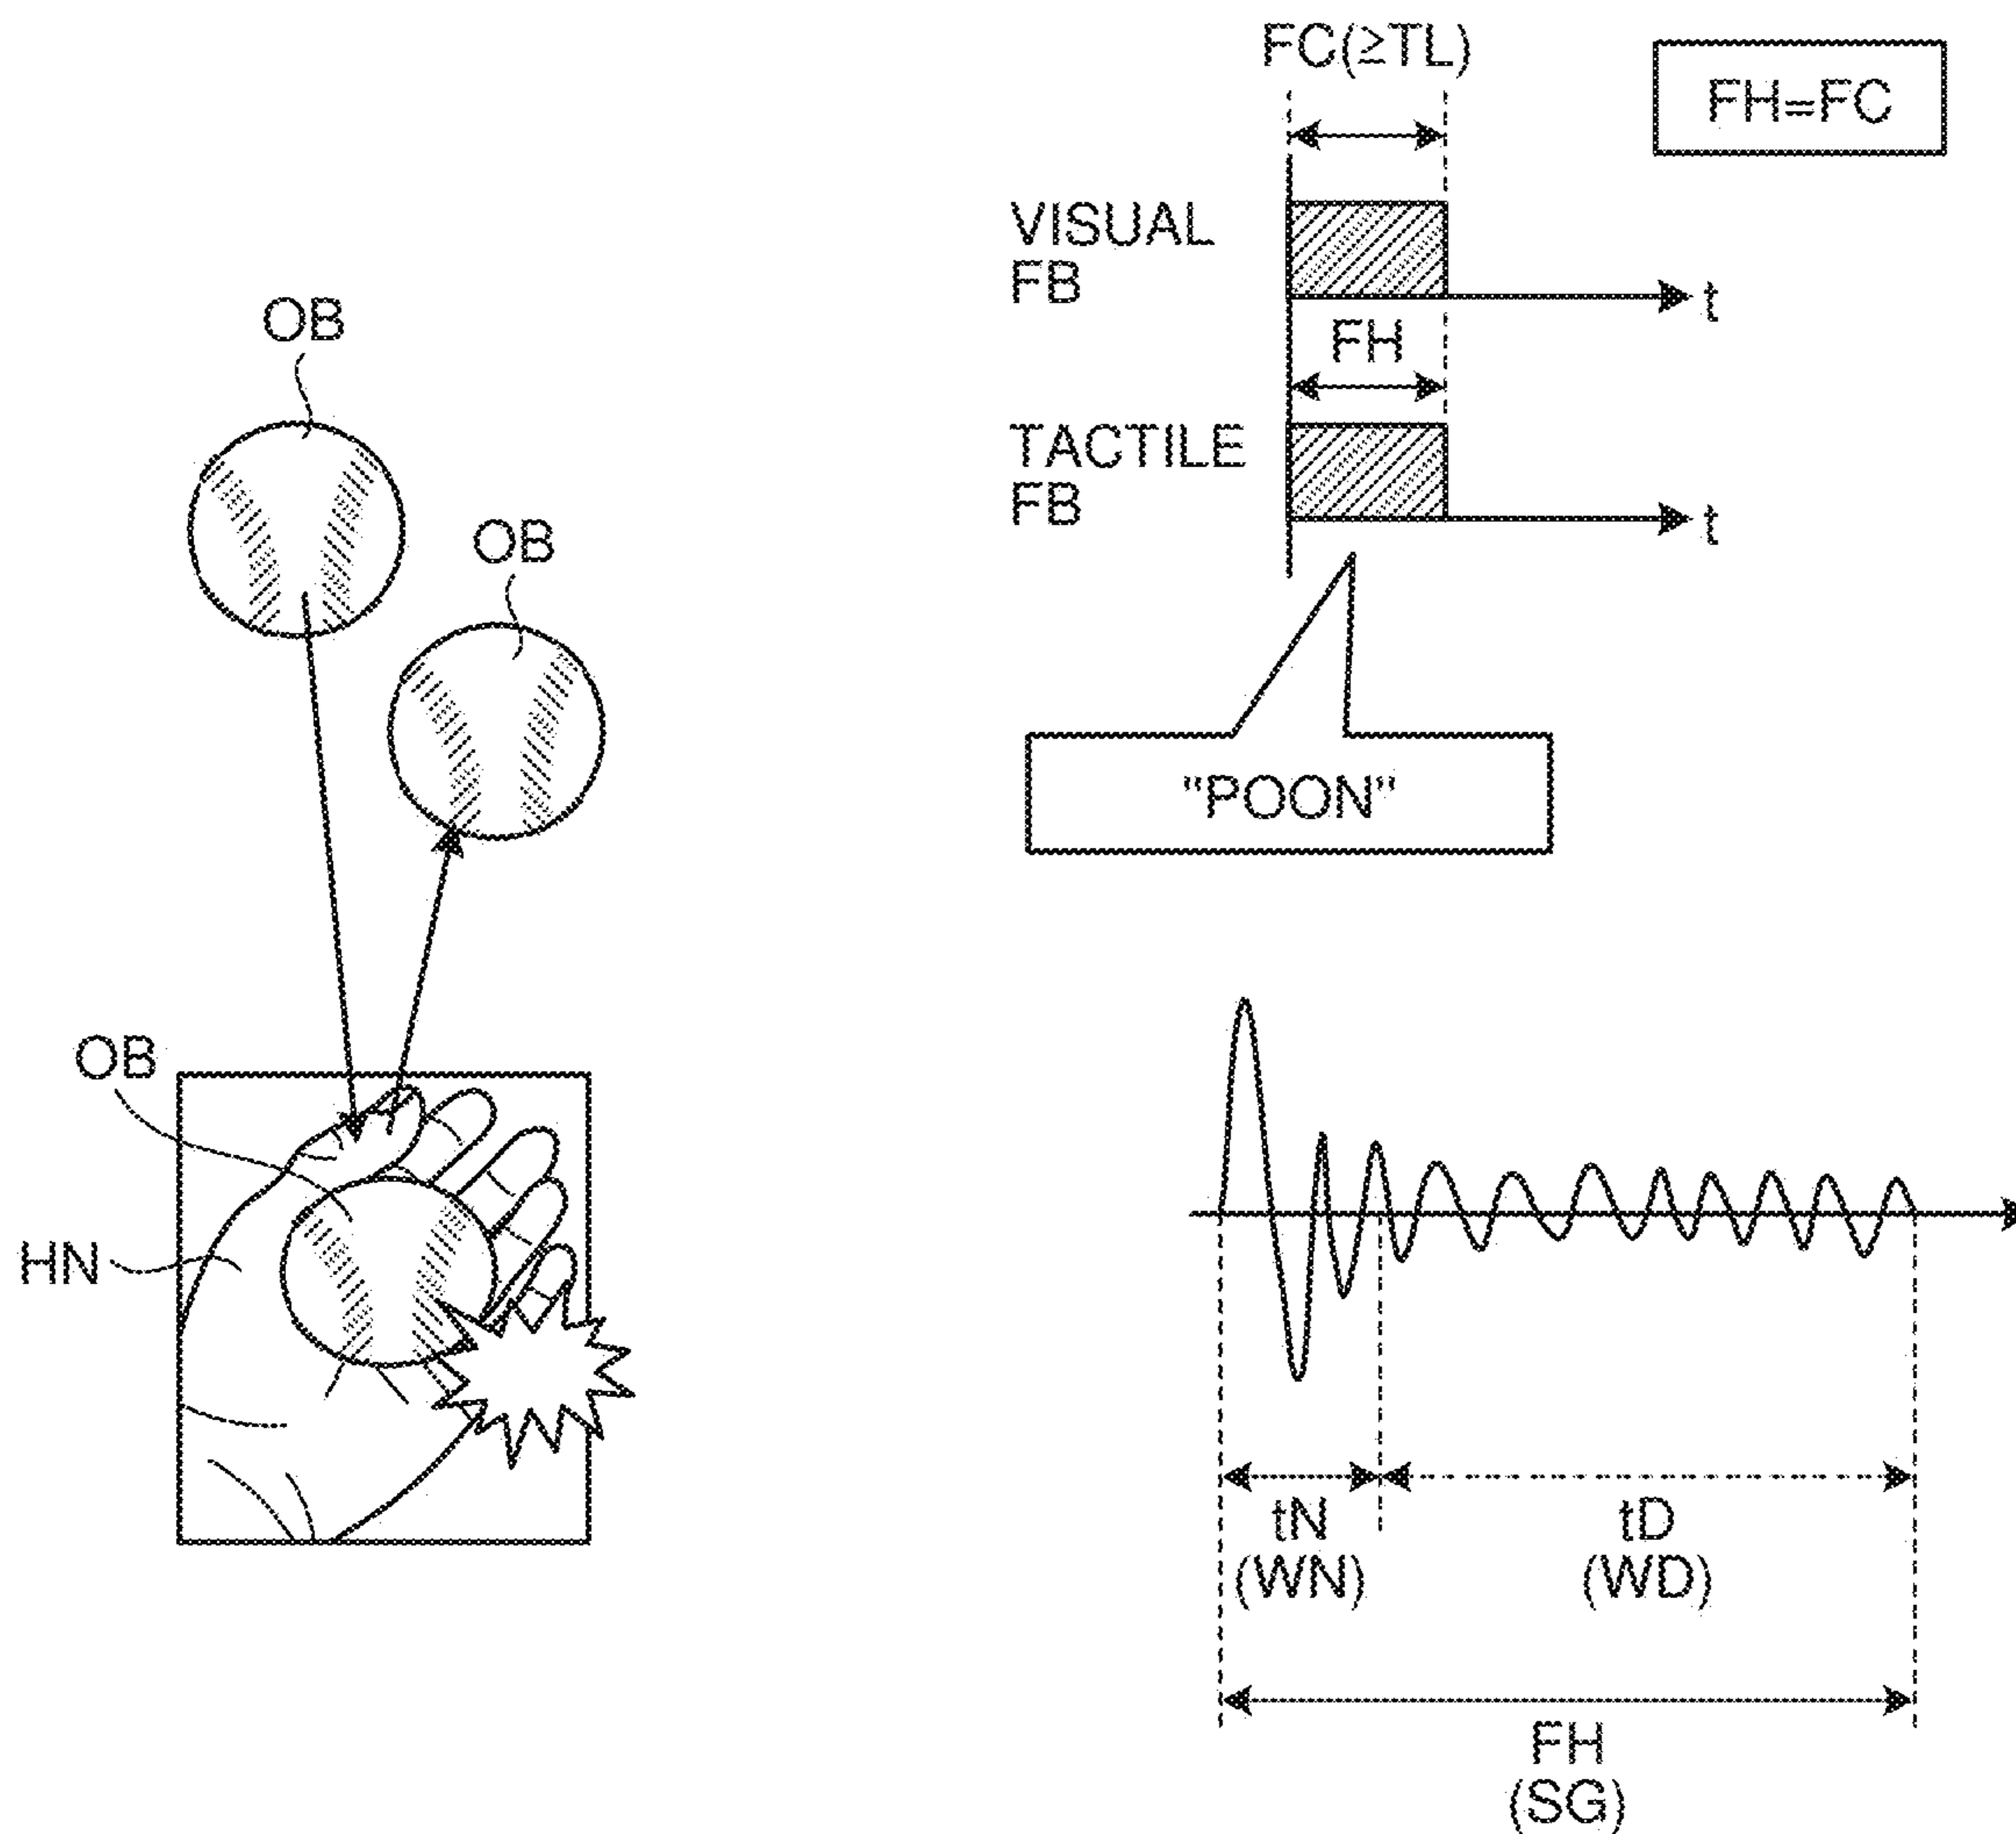 FC(≥TL)
FH=FC
VISUAL
FB
t
FH
TACTILE
FB
t
"POON"
OB
OB
OB
HN
tN
(WN)
tD
(WD)
FH
(SG)